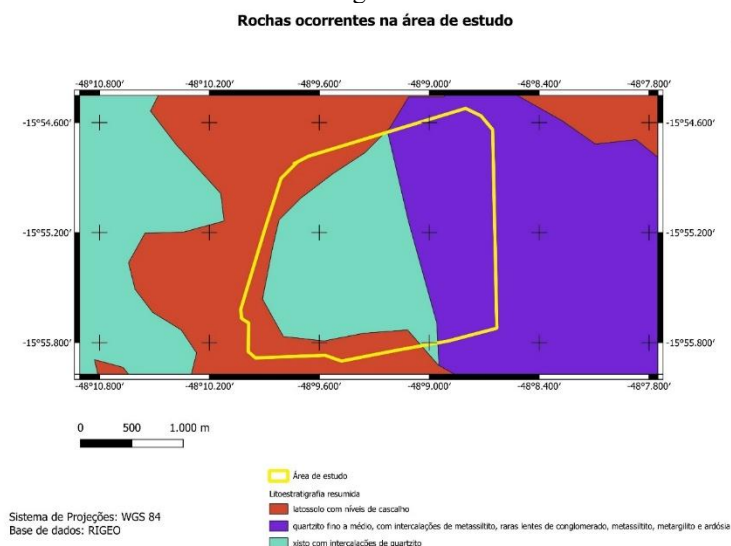 Rochas ocorrentes na área de estudo
-48°10.800′ -48°10.200′ -48°9.600′ -48°9.000′ -48°8.400′ -48°7.800′
-15°54.600′ -15°54.600′
-15°55.200′ -15°55.200′
-15°55.800′ -15°55.800′
-48°10.800′ -48°10.200′ -48°9.600′ -48°9.000′ -48°8.400′ -48°7.800′
0 500 1.000 m
Área de estudo
Litoestratigrafia resumida
latossolo com níveis de cascalho
quartzito fino a médio, com intercalações de metassiltito, raras lentes de conglomerado, metassiltito, metargilito e ardósia
xisto com intercalações de quartzito
Sistema de Projeções: WGS 84
Base de dados: RIGEO